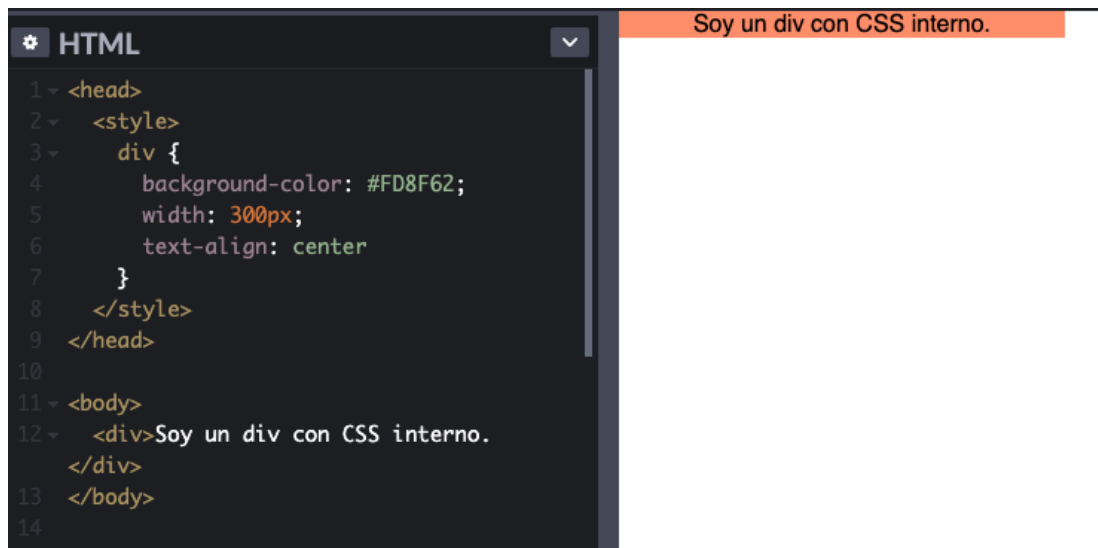 HTML
1 <head>
2 <style>
3 div {
4 background-color: #FD8F62;
5 width: 300px;
6 text-align: center
7 }
8 </style>
9 </head>
10
11 <body>
12 <div>Soy un div con CSS interno.
</div>
13 </body>
14
Soy un div con CSS interno.